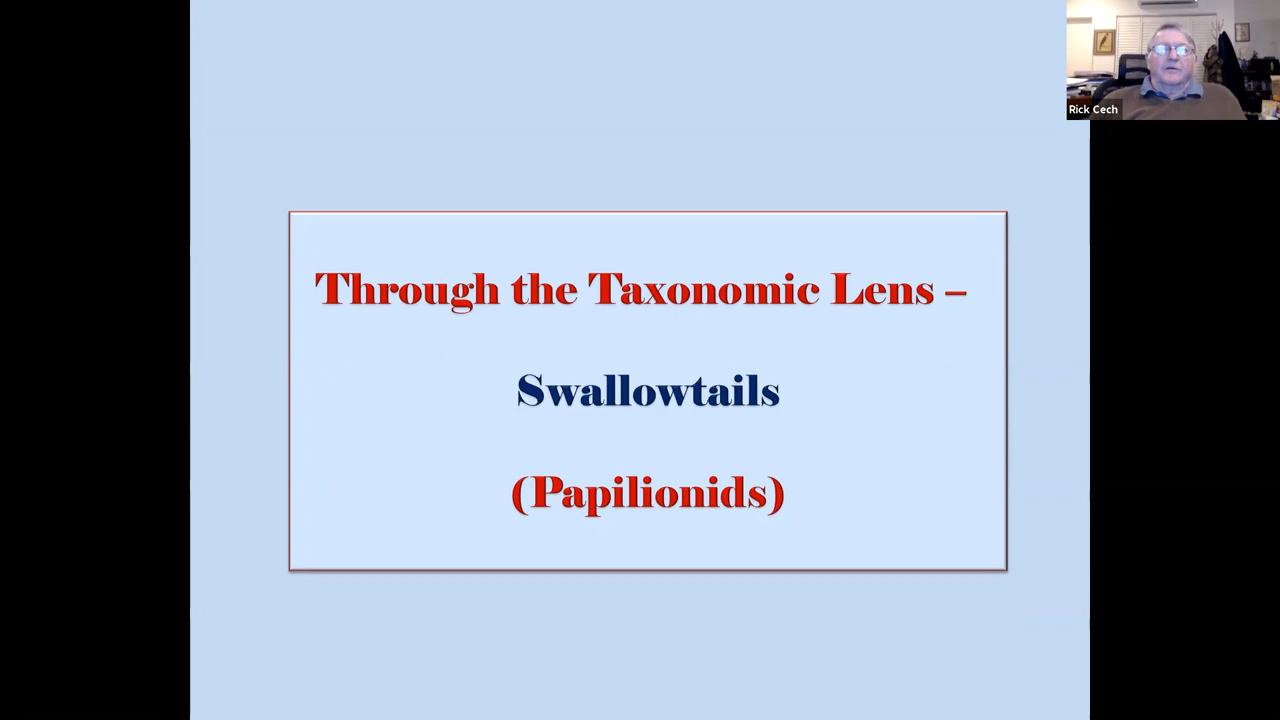 Rick Cech
Through the Taxonomic Lens –
Swallowtails
(Papilionids)